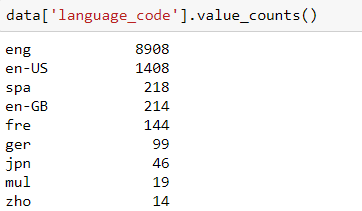 data['language_code'].value_counts()
eng 8908
en-US 1408
spa 218
en-GB 214
fre 144
ger 99
jpn 46
mul 19
zho 14